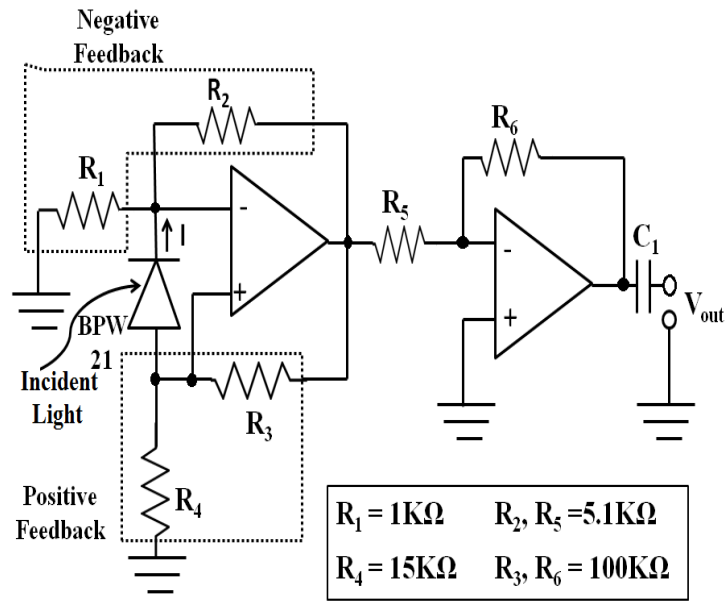 Negative
Feedback
R₂
R₁
I
-
+
BPW
21
Incident
Light
R₃
R₄
Positive
Feedback
R₅
R₆
-
+
C₁
Vout
R₁ = 1KΩ R₂, R₅ =5.1KΩ
R₄ = 15KΩ R₃, R₆ = 100KΩ